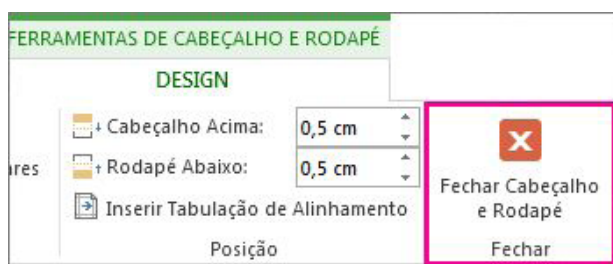 FERRAMENTAS DE CABEÇALHO E RODAPÉ
DESIGN
Cabeçalho Acima: 0,5 cm
Rodapé Abaixo: 0,5 cm
Inserir Tabulação de Alinhamento
Posição
Fechar Cabeçalho
e Rodapé
Fechar